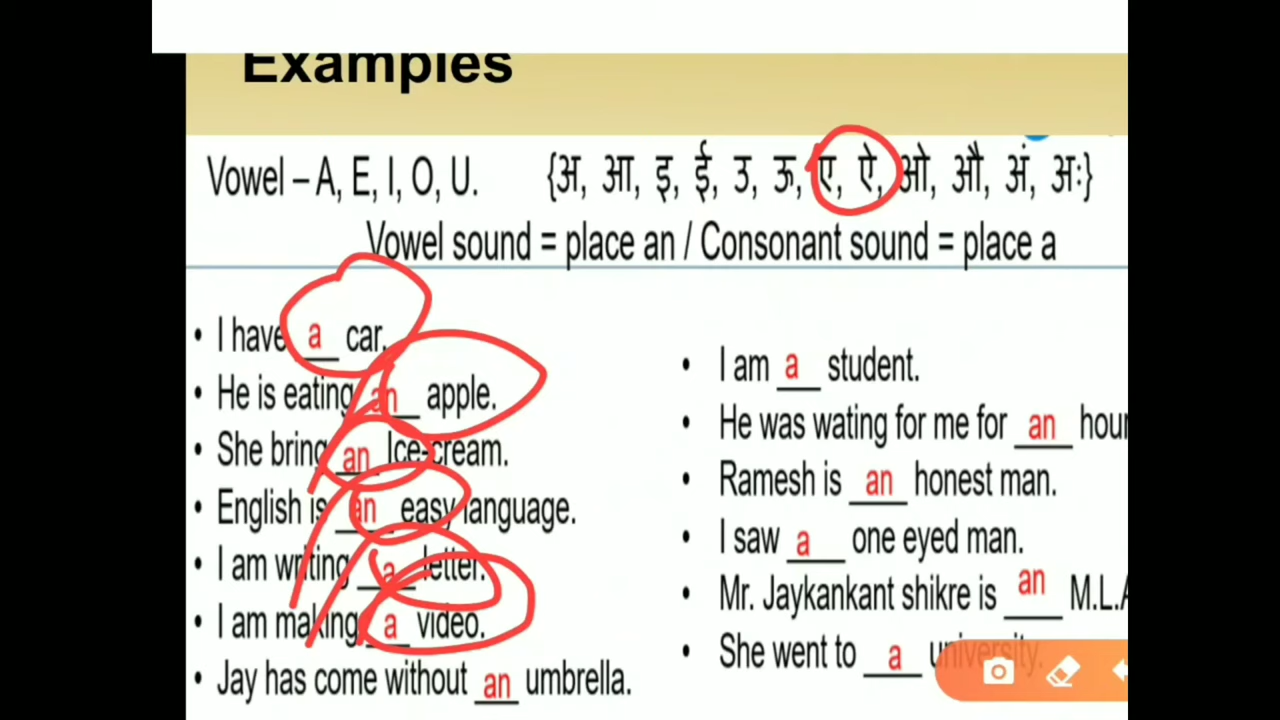 Examples
Vowel – A, E, I, O, U. {अ, आ, इ, ई, उ, ऊ, ए, ऐ, ओ, औ, अं, अः}
Vowel sound = place an / Consonant sound = place a
• I have a car.
• He is eating an apple.
• She bring an Ice-cream.
• English is an easy language.
• I am writing a letter.
• I am making a video.
• Jay has come without an umbrella.
• I am a student.
• He was wating for me for an hour
• Ramesh is an honest man.
• I saw a one eyed man.
• Mr. Jaykankant shikre is an M.L.A
• She went to a university.